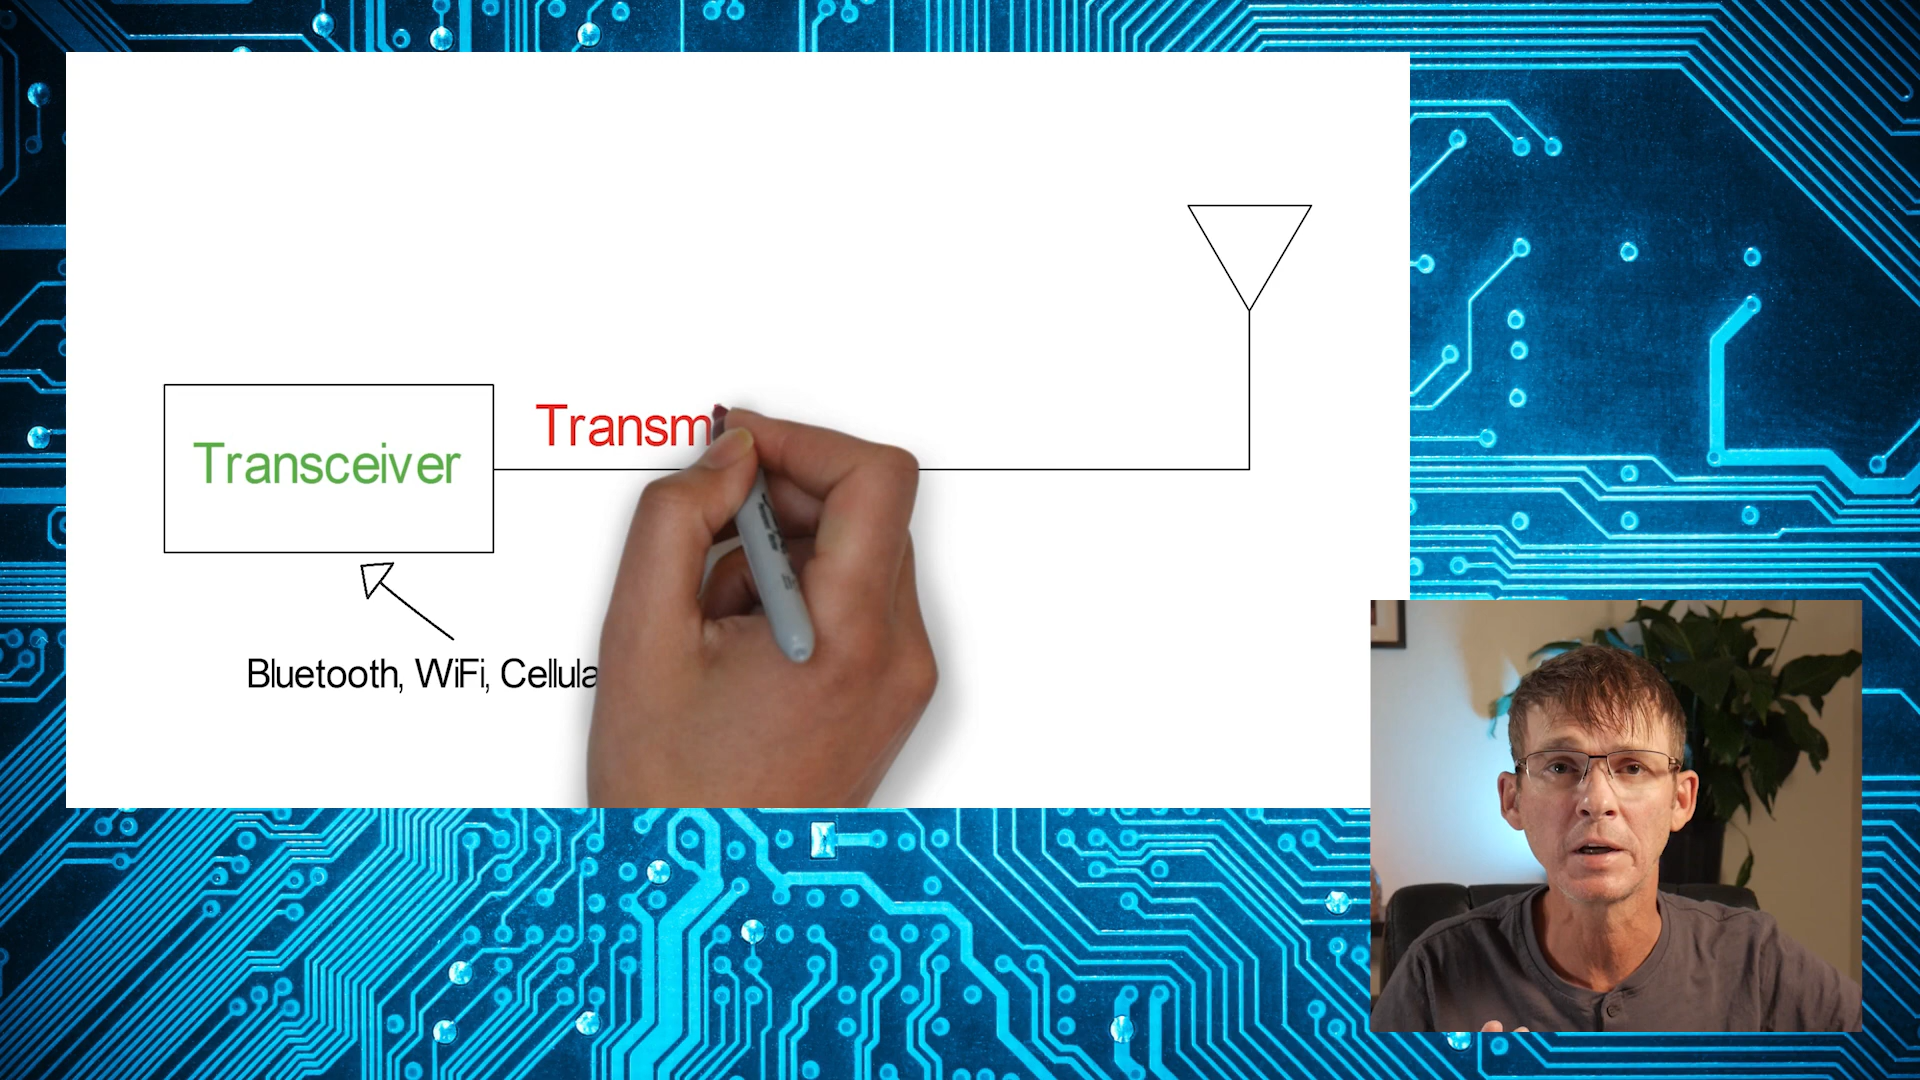 Transm
Transceiver
Bluetooth, WiFi, Cellula